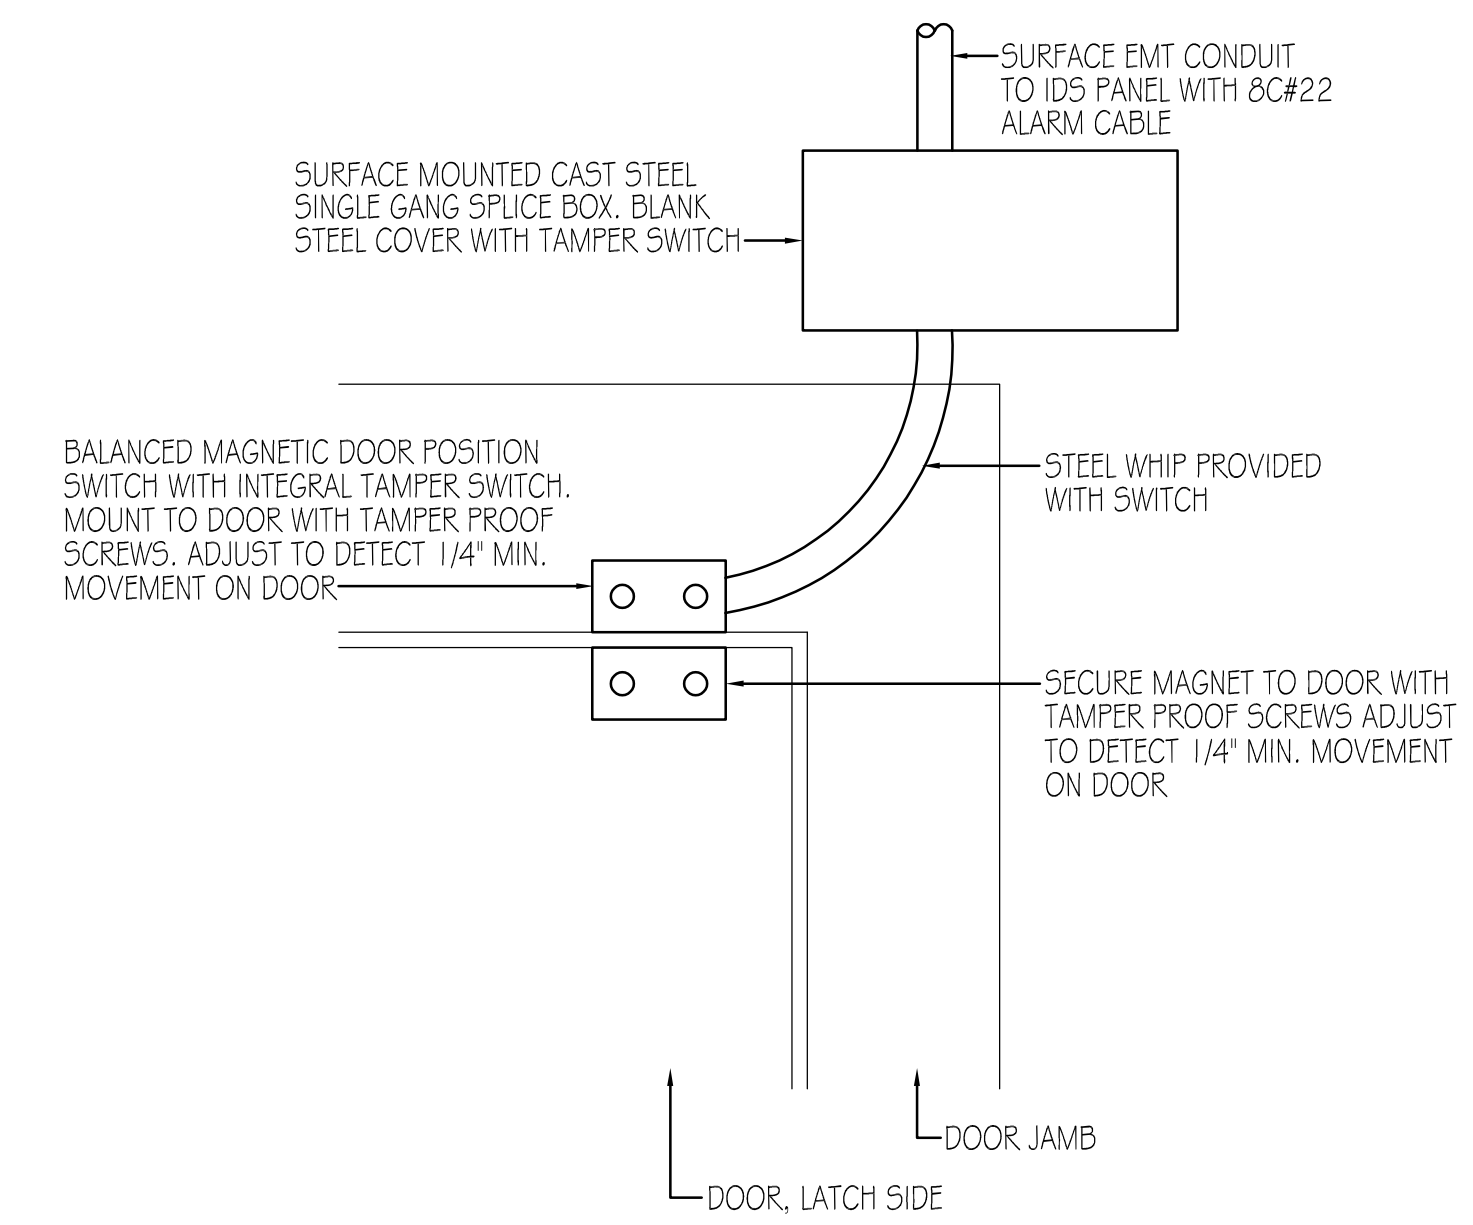 SURFACE EMT CONDUIT
TO IDS PANEL WITH 8C#22
ALARM CABLE
SURFACE MOUNTED CAST STEEL
SINGLE GANG SPLICE BOX. BLANK
STEEL COVER WITH TAMPER SWITCH
BALANCED MAGNETIC DOOR POSITION
SWITCH WITH INTEGRAL TAMPER SWITCH.
MOUNT TO DOOR WITH TAMPER PROOF
SCREWS. ADJUST TO DETECT 1/4" MIN.
MOVEMENT ON DOOR
STEEL WHIP PROVIDED
WITH SWITCH
SECURE MAGNET TO DOOR WITH
TAMPER PROOF SCREWS ADJUST
TO DETECT 1/4" MIN. MOVEMENT
ON DOOR
DOOR JAMB
DOOR, LATCH SIDE